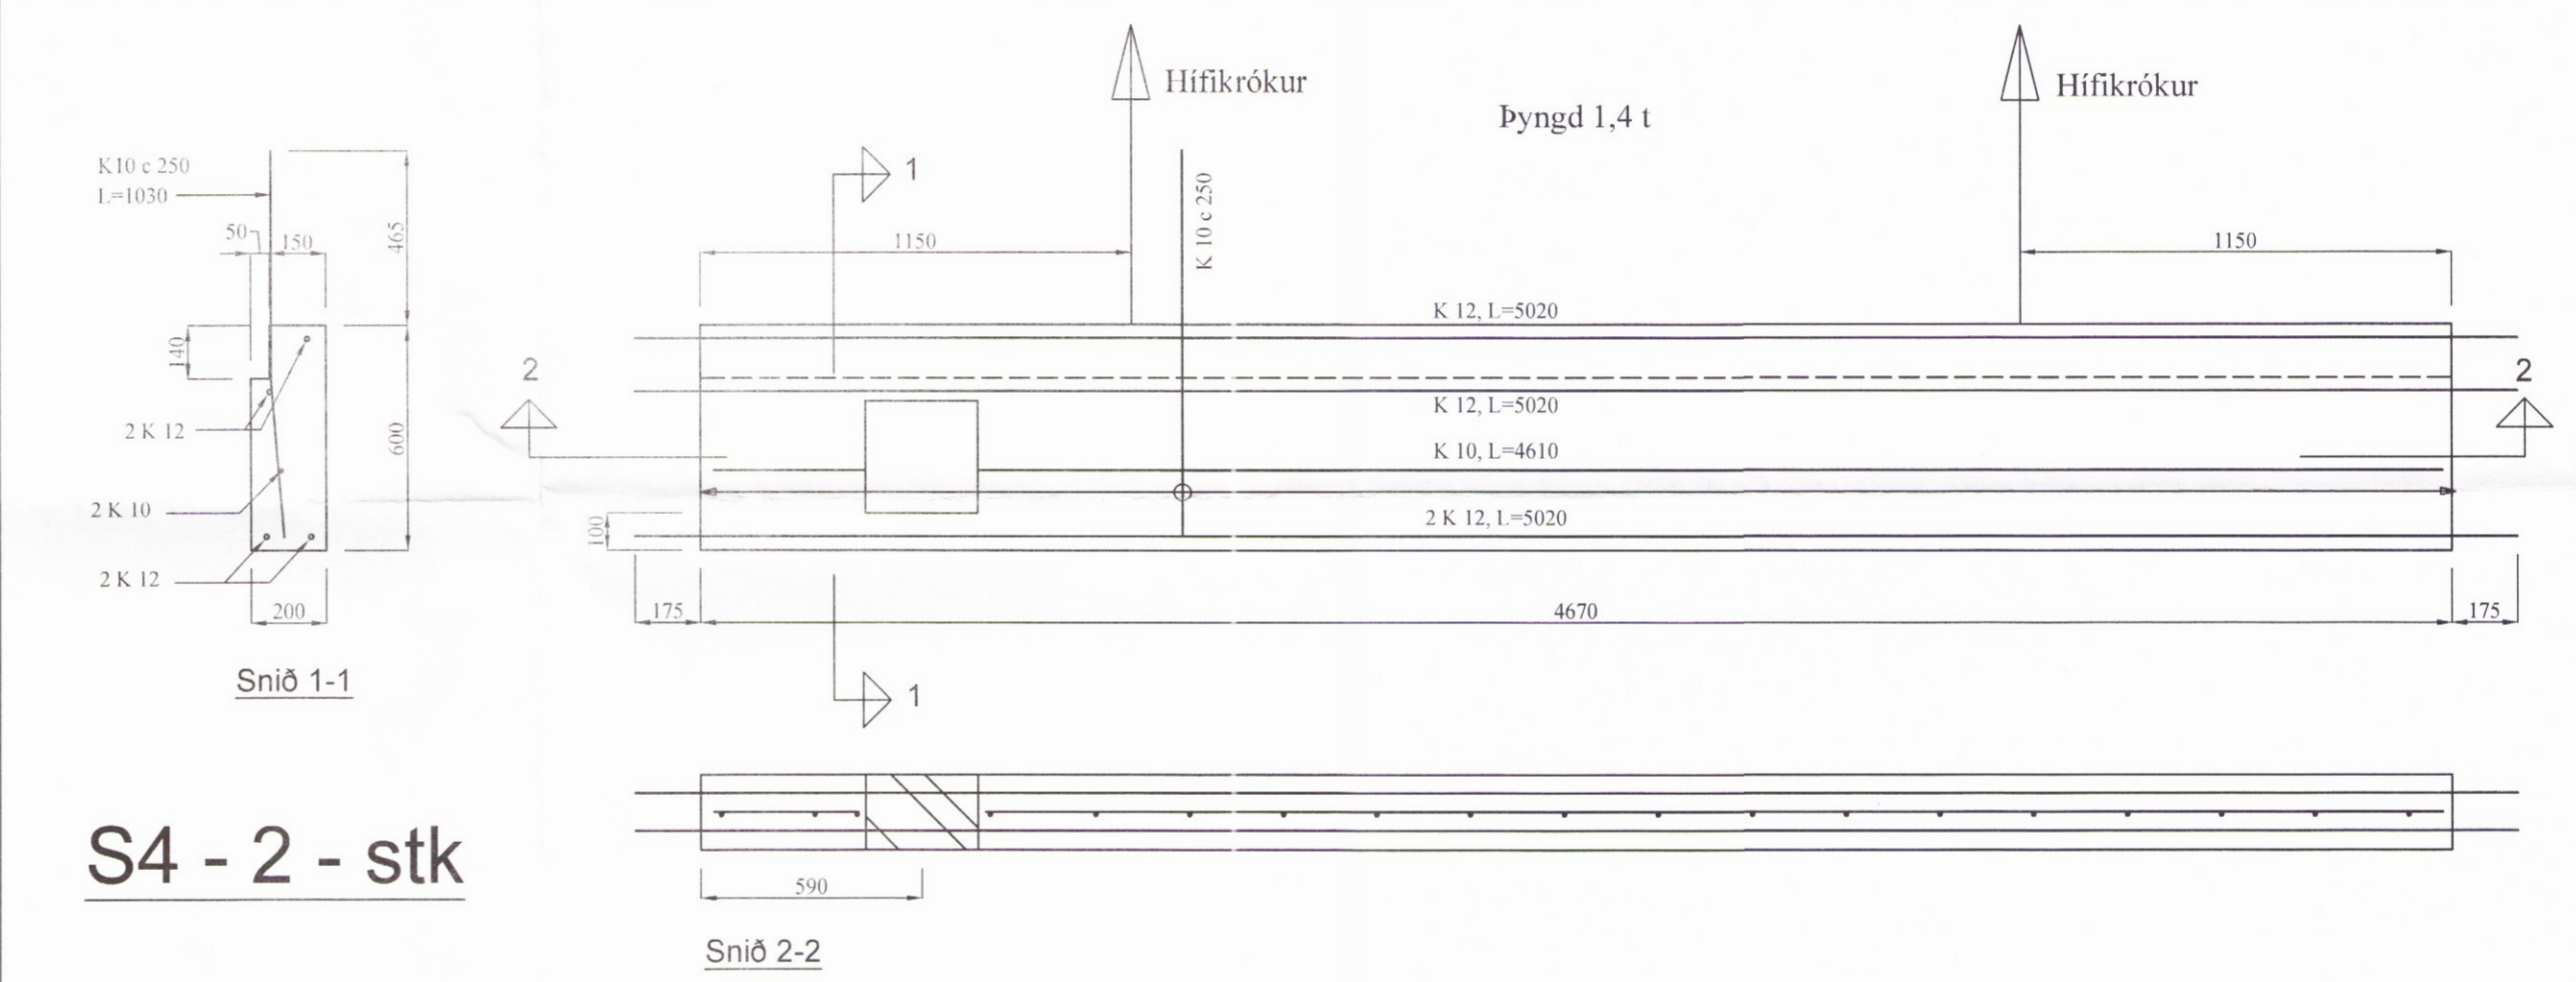 Hífikrókur
Hífikrókur
Þyngd 1,4 t
K10 c 250
L=1030
50
150
465
140
600
2 K 12
2 K 10
2 K 12
200
Snið 1-1
1
1150
K 10 c 250
1150
K 12, L=5020
2
2
K 12, L=5020
K 10, L=4610
2 K 12, L=5020
100
175
4670
175
1
S4 - 2 - stk
590
Snið 2-2